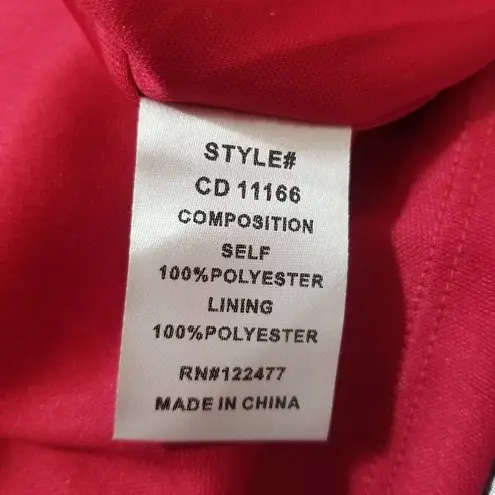 STYLE#
CD 11166
COMPOSITION
SELF
100%POLYESTER
LINING
100%POLYESTER
RN#122477
MADE IN CHINA